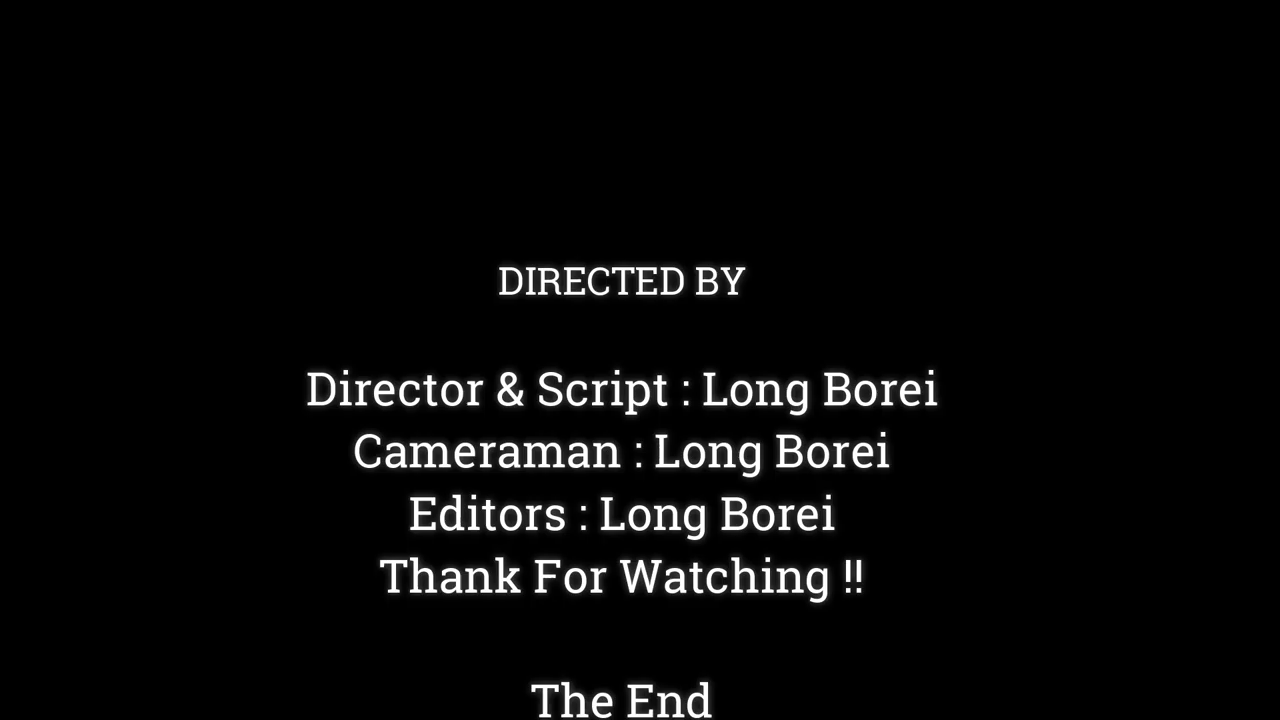 DIRECTED BY
Director & Script : Long Borei
Cameraman : Long Borei
Editors : Long Borei
Thank For Watching !!
The End